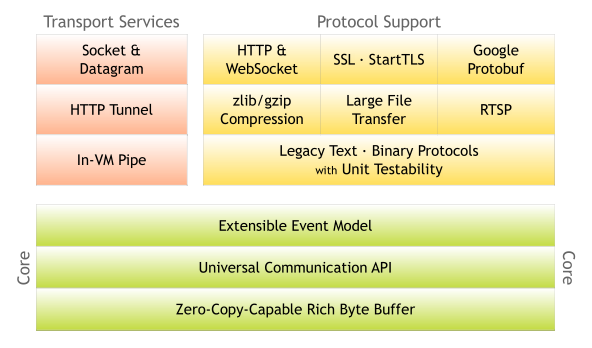 Transport Services
Protocol Support
Socket &
Datagram
HTTP Tunnel
In-VM Pipe
HTTP &
WebSocket
SSL · StartTLS
Google
Protobuf
zlib/gzip
Compression
Large File
Transfer
RTSP
Legacy Text · Binary Protocols
with Unit Testability
Core
Extensible Event Model
Universal Communication API
Zero-Copy-Capable Rich Byte Buffer
Core